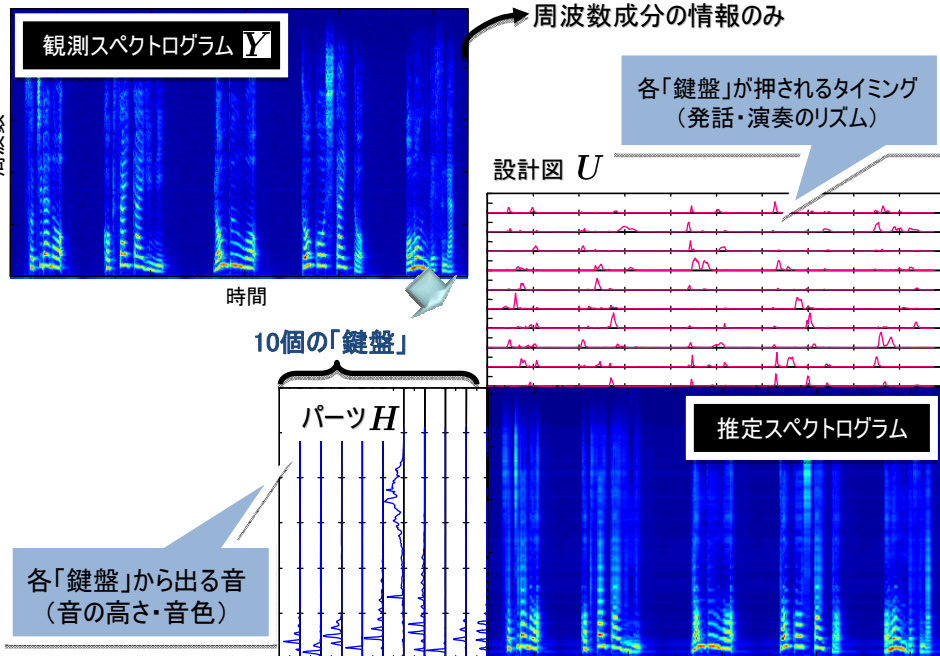 周波数成分の情報のみ
観測スペクトログラム Y
各「鍵盤」が押されるタイミング
（発話・演奏のリズム）
周波数
設計図 U
時間
10個の「鍵盤」
パーツ H
推定スペクトログラム
各「鍵盤」から出る音
（音の高さ・音色）